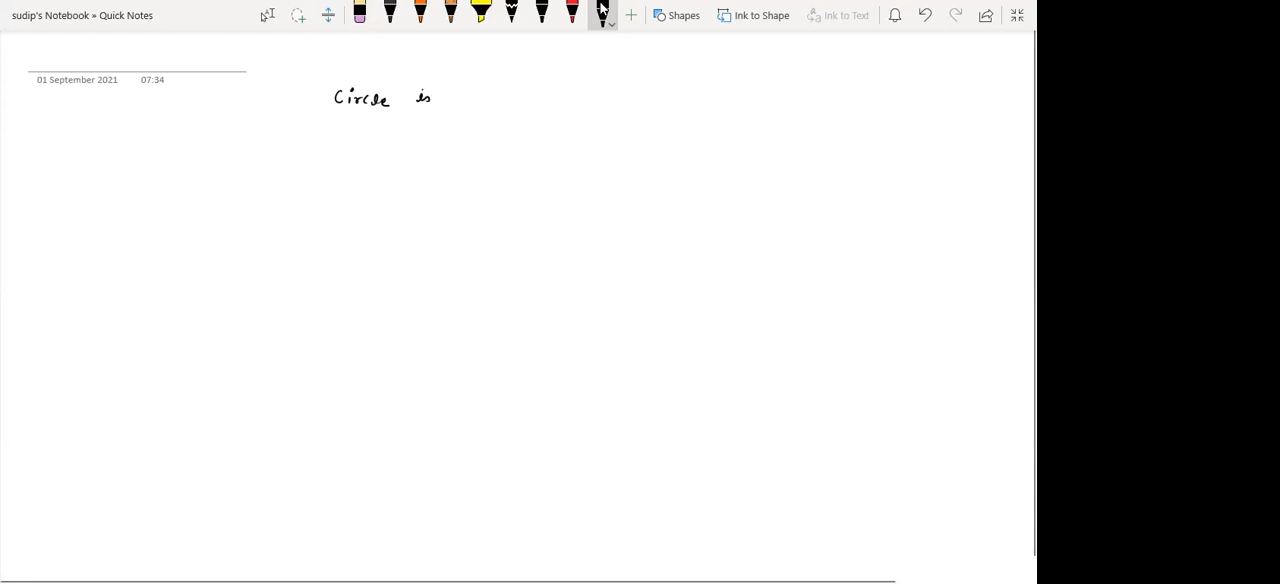 sudip's Notebook » Quick Notes
Shapes
Ink to Shape
Ink to Text
01 September 2021 07:34
Circle is